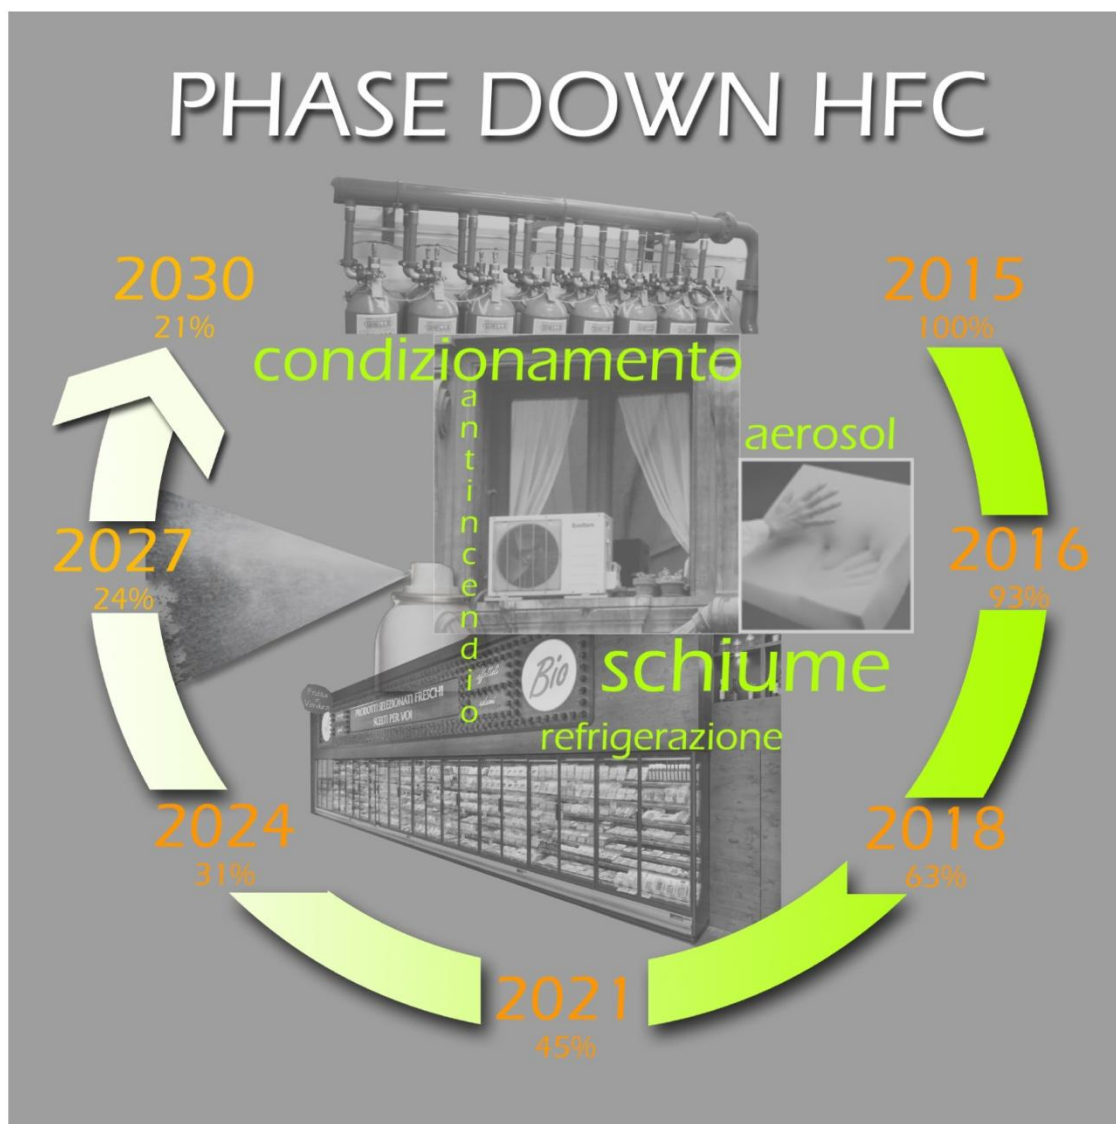 PHASE DOWN HFC
2030
21%
2015
100%
condizionamento
antincendio
aerosol
2027
24%
2016
93%
Bio
PRODOTTI SELEZIONATI FRESCHI
SCELTI PER VOI
schiume
refrigerazione
2024
31%
2018
63%
2021
45%